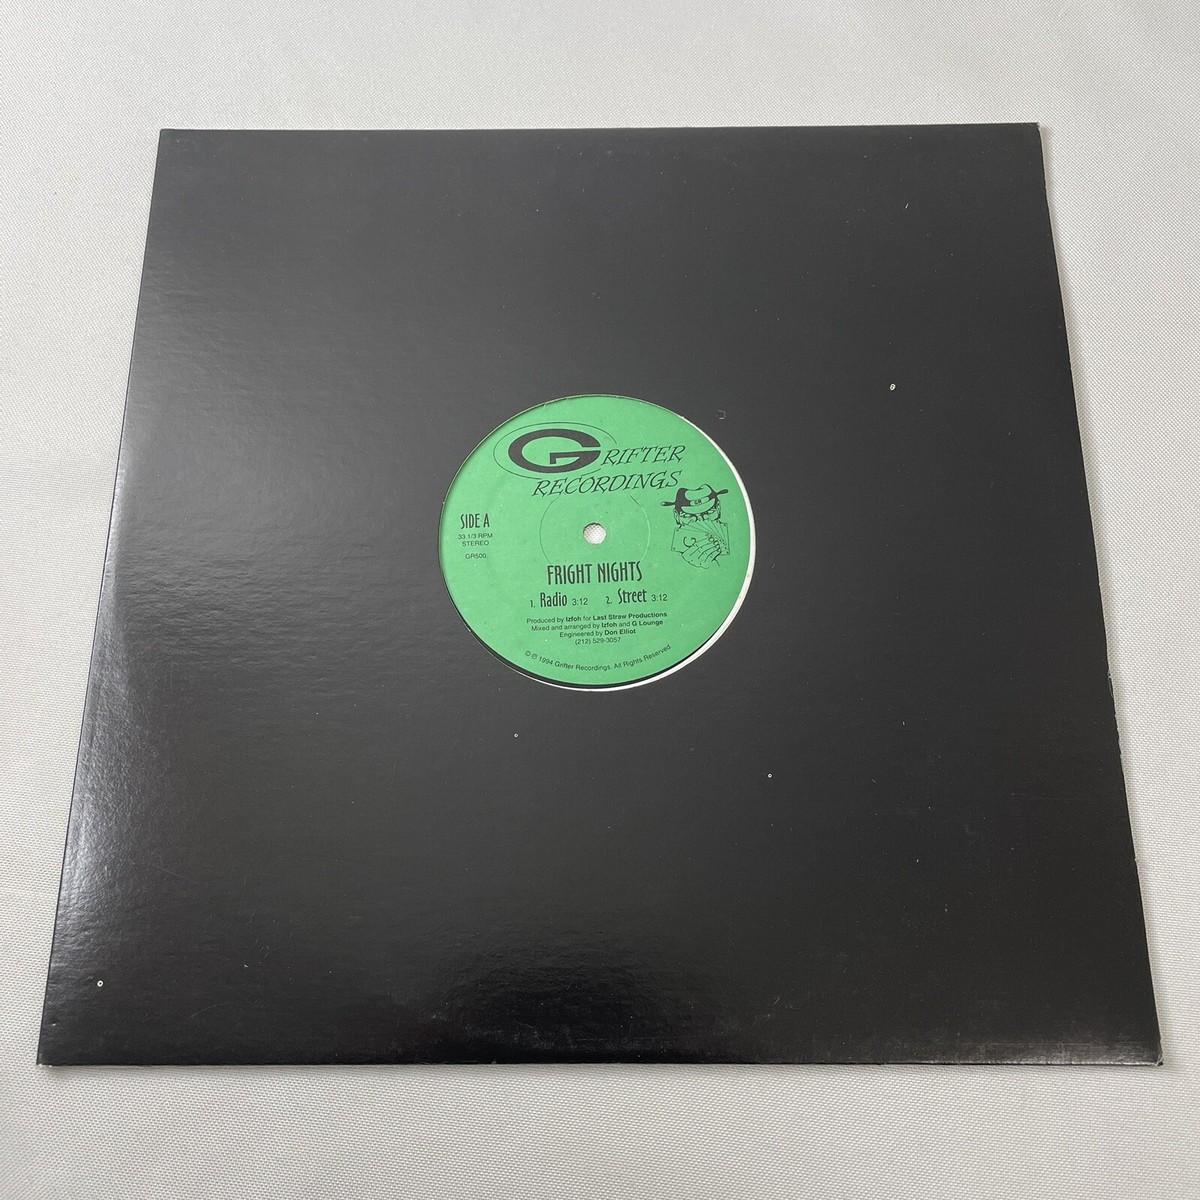 GRIFTER
RECORDINGS
SIDE A
33.1/3 RPM
STEREO
GR500
FRIGHT NIGHTS
1. Radio 3:12 2. Street 3:12
Produced by Izfoh for Last Straw Productions
Mixed and arranged by Izfoh and G Lounge
Engineered by Don Elliot
(212) 529-3057
©℗ 1994 Grifter Recordings. All Rights Reserved